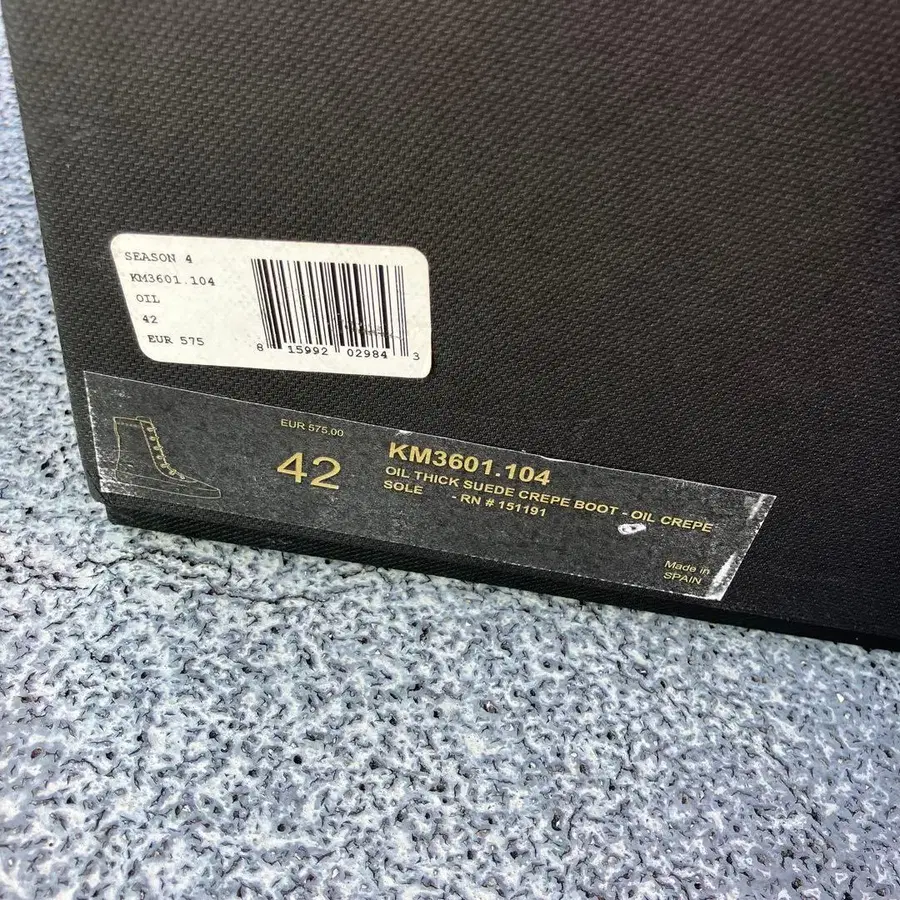 SEASON 4
KM3601.104
OIL
42
EUR 575
8 15992 02984 3
EUR 575.00
42
KM3601.104
OIL THICK SUEDE CREPE BOOT - OIL CREPE
SOLE - RN # 151191
Made in
SPAIN